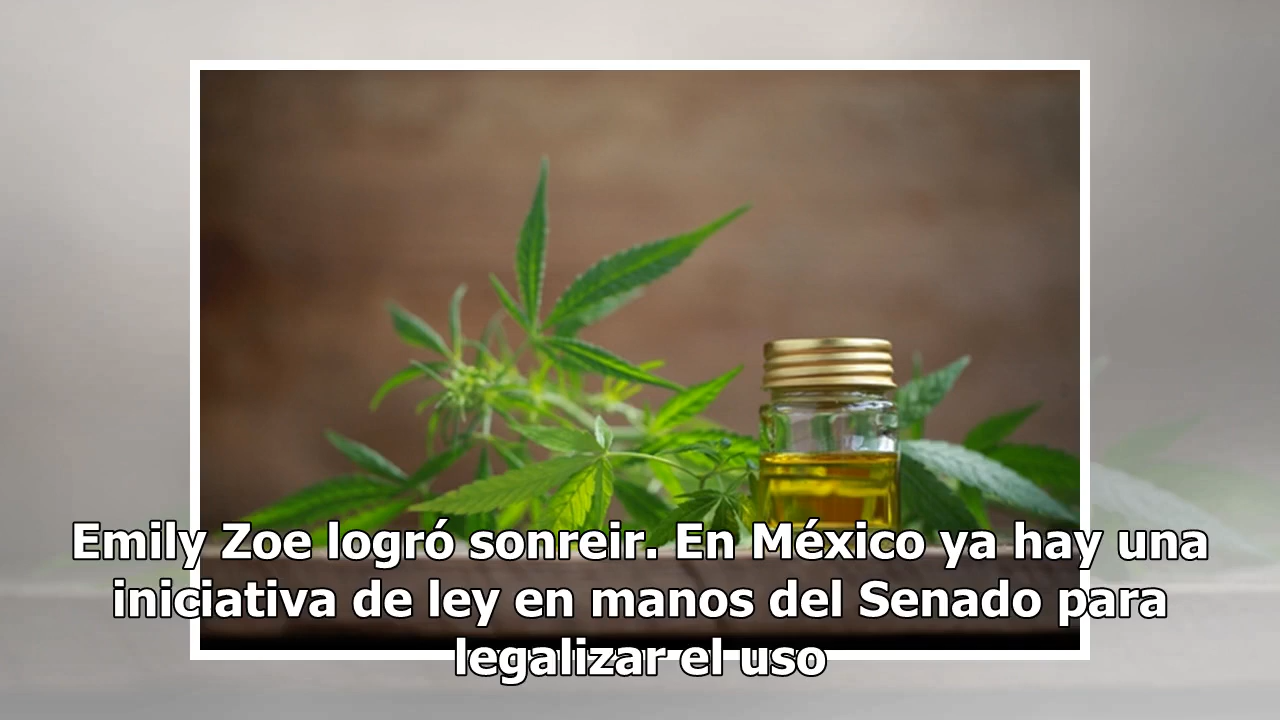 Emily Zoe logró sonreir. En México ya hay una
iniciativa de ley en manos del Senado para
legalizar el uso